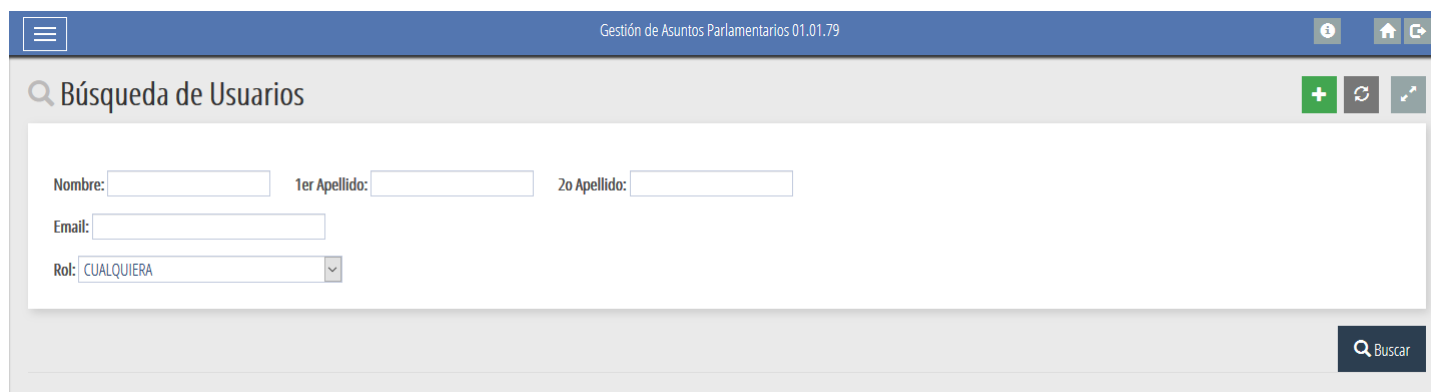 Gestión de Asuntos Parlamentarios 01.01.79
Búsqueda de Usuarios
Nombre: 1er Apellido: 2o Apellido:
Email:
Rol: CUALQUIERA
Buscar